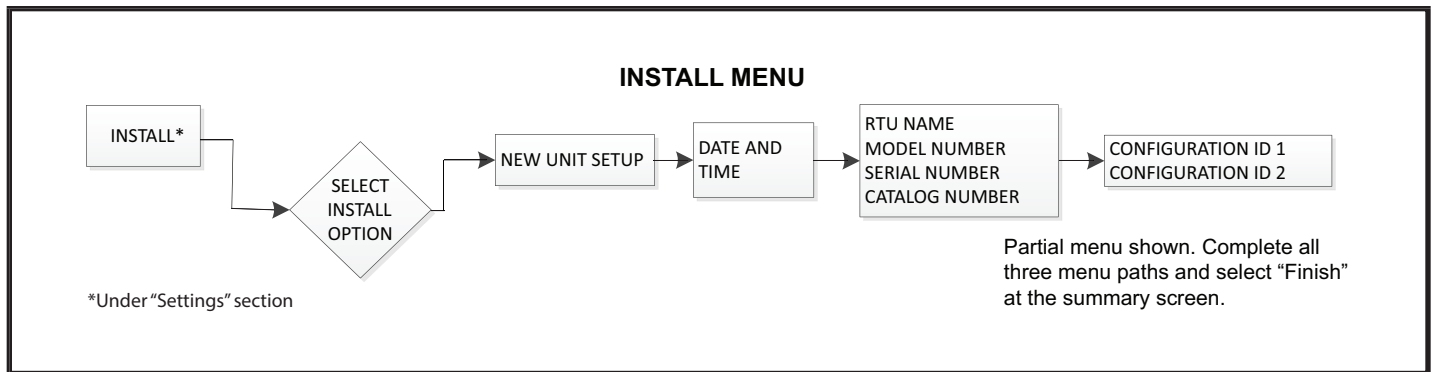 INSTALL MENU
INSTALL*
SELECT
INSTALL
OPTION
NEW UNIT SETUP
DATE AND
TIME
RTU NAME
MODEL NUMBER
SERIAL NUMBER
CATALOG NUMBER
CONFIGURATION ID 1
CONFIGURATION ID 2
Partial menu shown. Complete all
three menu paths and select “Finish”
at the summary screen.
*Under “Settings” section